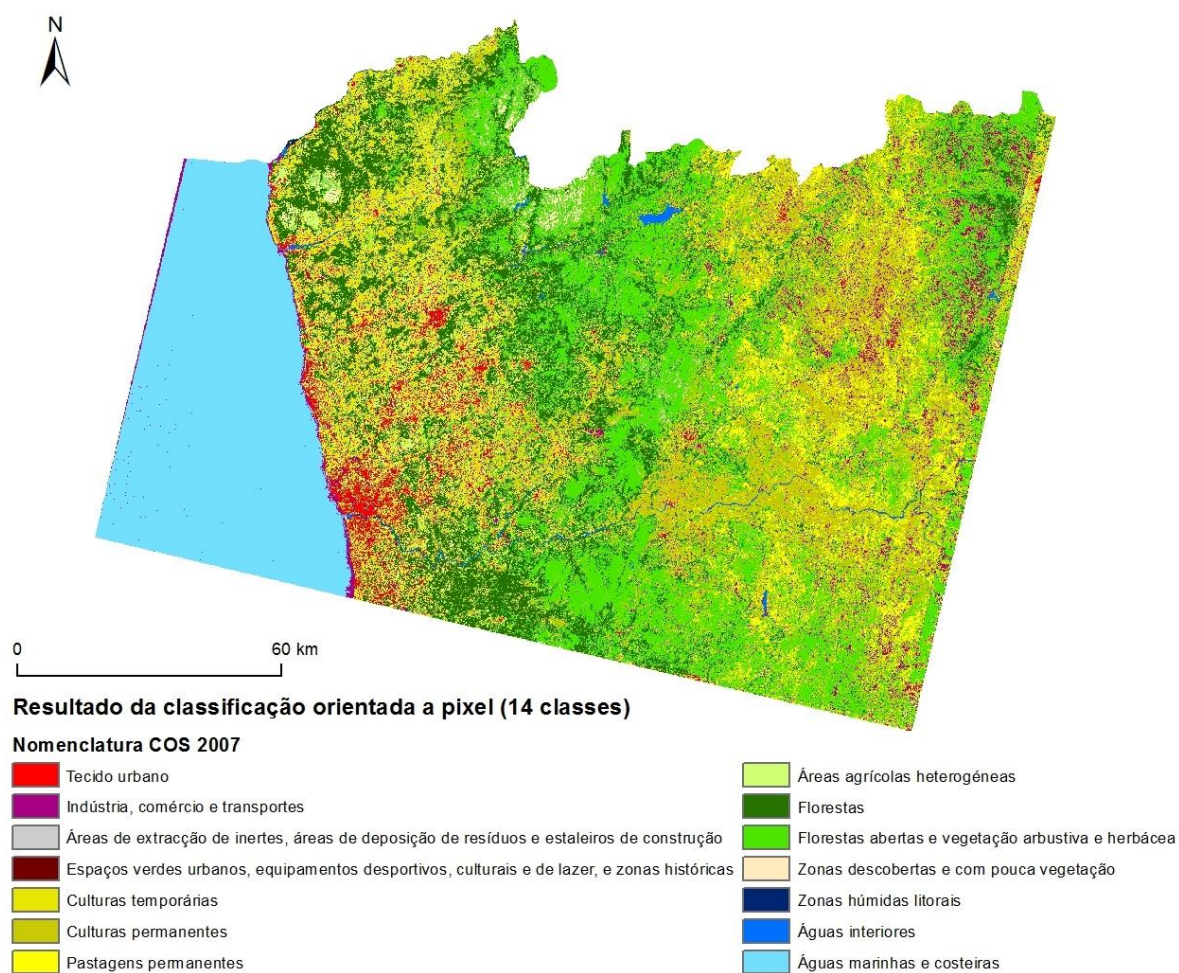 N
0 60 km
Resultado da classificação orientada a pixel (14 classes)
Nomenclatura COS 2007
Tecido urbano
Indústria, comércio e transportes
Áreas de extracção de inertes, áreas de deposição de resíduos e estaleiros de construção
Espaços verdes urbanos, equipamentos desportivos, culturais e de lazer, e zonas históricas
Culturas temporárias
Culturas permanentes
Pastagens permanentes
Áreas agrícolas heterogéneas
Florestas
Florestas abertas e vegetação arbustiva e herbácea
Zonas descobertas e com pouca vegetação
Zonas húmidas litorais
Águas interiores
Águas marinhas e costeiras